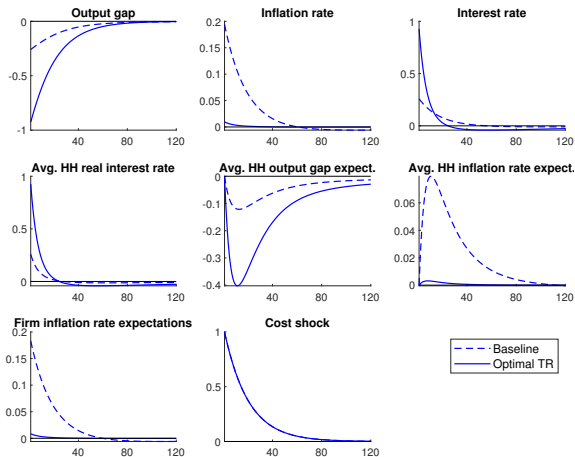 Output gap
Inflation rate
Interest rate
0
-0.5
-1
40 80 120
0.2
0.15
0.1
0.05
0
40 80 120
1
0
40 80 120
Avg. HH real interest rate
Avg. HH output gap expect.
Avg. HH inflation rate expect.
1
0.5
0
40 80 120
0
-0.1
-0.2
-0.3
-0.4
40 80 120
0.06
0.04
0.02
0
40 80 120
Firm inflation rate expectations
Cost shock
0.2
0.15
0.1
0.05
0
40 80 120
1
0.5
0
40 80 120
Baseline
Optimal TR